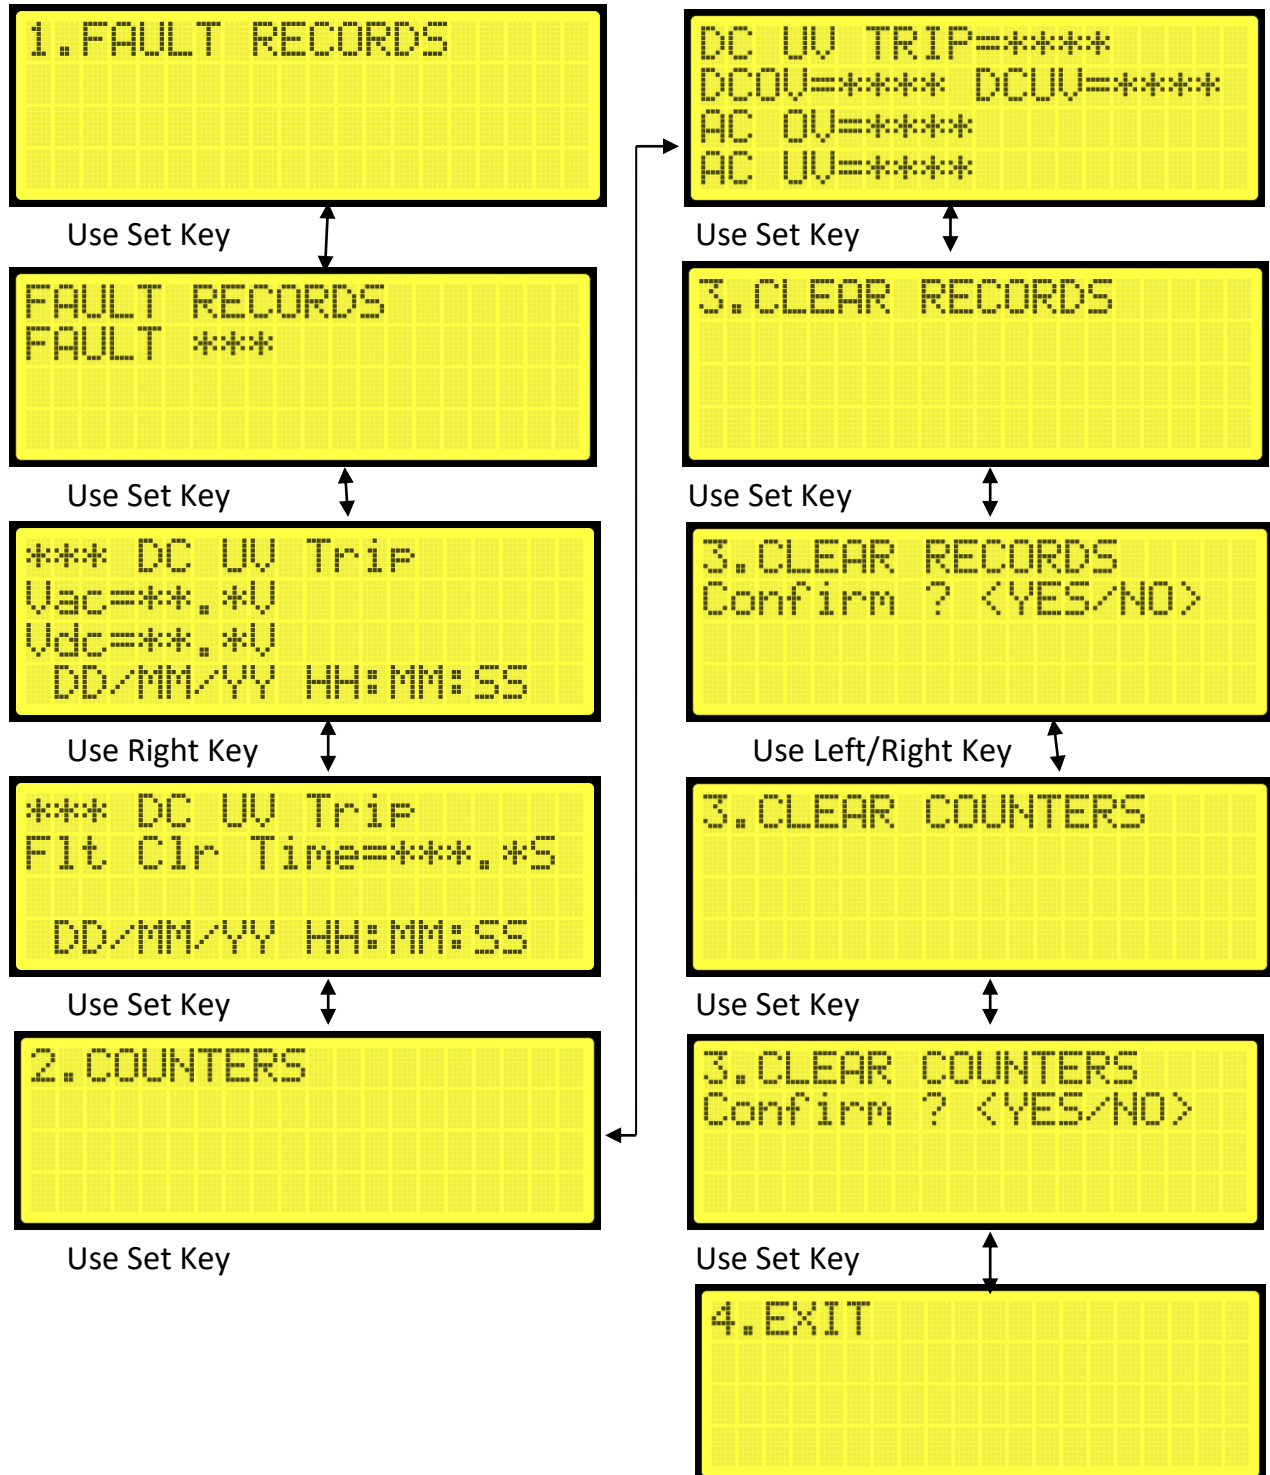 1.FAULT RECORDS
Use Set Key
FAULT RECORDS
FAULT ***
Use Set Key
*** DC UV Trip
Vac=**.*V
Vdc=**.*V
DD/MM/YY HH:MM:SS
Use Right Key
*** DC UV Trip
Flt Clr Time=***.*S
DD/MM/YY HH:MM:SS
Use Set Key
2.COUNTERS
Use Set Key
DC UV TRIP=****
DCOV=**** DCUV=****
AC OV=****
AC UV=****
Use Set Key
3.CLEAR RECORDS
Use Set Key
3.CLEAR RECORDS
Confirm ? <YES/NO>
Use Left/Right Key
3.CLEAR COUNTERS
Use Set Key
3.CLEAR COUNTERS
Confirm ? <YES/NO>
Use Set Key
4.EXIT